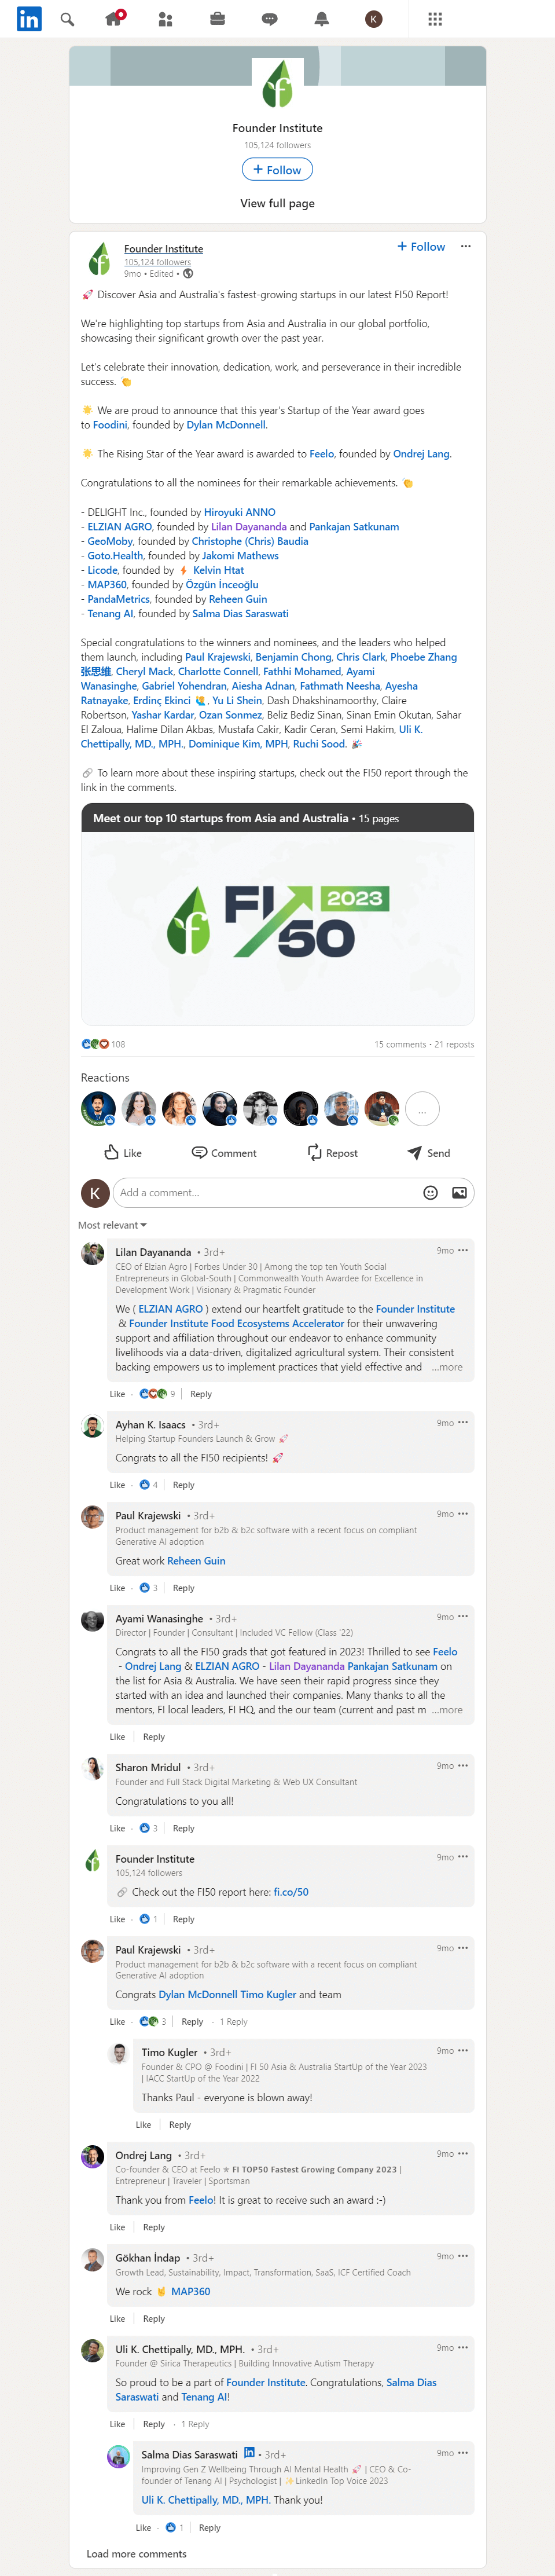 in
K
Founder Institute
105,124 followers
+ Follow
View full page
Founder Institute
105,124 followers
9mo • Edited •
+ Follow
🚀 Discover Asia and Australia's fastest-growing startups in our latest FI50 Report!
We're highlighting top startups from Asia and Australia in our global portfolio,
showcasing their significant growth over the past year.
Let's celebrate their innovation, dedication, work, and perseverance in their incredible
success. 👏
🌟 We are proud to announce that this year's Startup of the Year award goes
to Foodini, founded by Dylan McDonnell.
🌟 The Rising Star of the Year award is awarded to Feelo, founded by Ondrej Lang.
Congratulations to all the nominees for their remarkable achievements. 👏
- DELIGHT Inc., founded by Hiroyuki ANNO
- ELZIAN AGRO, founded by Lilan Dayananda and Pankajan Satkunam
- GeoMoby, founded by Christophe (Chris) Baudia
- Goto.Health, founded by Jakomi Mathews
- Licode, founded by ⚡ Kelvin Htat
- MAP360, founded by Özgün İnceoğlu
- PandaMetrics, founded by Reheen Guin
- Tenang AI, founded by Salma Dias Saraswati
Special congratulations to the winners and nominees, and the leaders who helped
them launch, including Paul Krajewski, Benjamin Chong, Chris Clark, Phoebe Zhang
张思维, Cheryl Mack, Charlotte Connell, Fathhi Mohamed, Ayami
Wanasinghe, Gabriel Yohendran, Aiesha Adnan, Fathmath Neesha, Ayesha
Ratnayake, Erdinç Ekinci 🙋‍♂️, Yu Li Shein, Dash Dhakshinamoorthy, Claire
Robertson, Yashar Kardar, Ozan Sonmez, Beliz Bediz Sinan, Sinan Emin Okutan, Sahar
El Zaloua, Halime Dilan Akbas, Mustafa Cakir, Kadir Ceran, Semi Hakim, Uli K.
Chettipally, MD., MPH., Dominique Kim, MPH, Ruchi Sood. 🎉
🔗 To learn more about these inspiring startups, check out the FI50 report through the
link in the comments.
Meet our top 10 startups from Asia and Australia • 15 pages
FI 2023
50
108
15 comments • 21 reposts
Reactions
...
Like
Comment
Repost
Send
K
Add a comment...
Most relevant
Lilan Dayananda • 3rd+
9mo
CEO of Elzian Agro | Forbes Under 30 | Among the top ten Youth Social
Entrepreneurs in Global-South | Commonwealth Youth Awardee for Excellence in
Development Work | Visionary & Pragmatic Founder
We ( ELZIAN AGRO ) extend our heartfelt gratitude to the Founder Institute
& Founder Institute Food Ecosystems Accelerator for their unwavering
support and affiliation throughout our endeavor to enhance community
livelihoods via a data-driven, digitalized agricultural system. Their consistent
backing empowers us to implement practices that yield effective and ...more
Like · 9 | Reply
Ayhan K. Isaacs • 3rd+
9mo
Helping Startup Founders Launch & Grow 🚀
Congrats to all the FI50 recipients! 🚀
Like · 4 | Reply
Paul Krajewski • 3rd+
9mo
Product management for b2b & b2c software with a recent focus on compliant
Generative AI adoption
Great work Reheen Guin
Like · 3 | Reply
Ayami Wanasinghe • 3rd+
9mo
Director | Founder | Consultant | Included VC Fellow (Class '22)
Congrats to all the FI50 grads that got featured in 2023! Thrilled to see Feelo
- Ondrej Lang & ELZIAN AGRO - Lilan Dayananda Pankajan Satkunam on
the list for Asia & Australia. We have seen their rapid progress since they
started with an idea and launched their companies. Many thanks to all the
mentors, FI local leaders, FI HQ, and the our team (current and past m ...more
Like | Reply
Sharon Mridul • 3rd+
9mo
Founder and Full Stack Digital Marketing & Web UX Consultant
Congratulations to you all!
Like · 3 | Reply
Founder Institute
9mo
105,124 followers
🔗 Check out the FI50 report here: fi.co/50
Like · 1 | Reply
Paul Krajewski • 3rd+
9mo
Product management for b2b & b2c software with a recent focus on compliant
Generative AI adoption
Congrats Dylan McDonnell Timo Kugler and team
Like · 3 | Reply · 1 Reply
Timo Kugler • 3rd+
9mo
Founder & CPO @ Foodini | FI 50 Asia & Australia StartUp of the Year 2023
| IACC StartUp of the Year 2022
Thanks Paul - everyone is blown away!
Like | Reply
Ondrej Lang • 3rd+
9mo
Co-founder & CEO at Feelo ★ FI TOP50 Fastest Growing Company 2023 |
Entrepreneur | Traveler | Sportsman
Thank you from Feelo! It is great to receive such an award :-)
Like | Reply
Gökhan İndap • 3rd+
9mo
Growth Lead, Sustainability, Impact, Transformation, SaaS, ICF Certified Coach
We rock 🤘 MAP360
Like | Reply
Uli K. Chettipally, MD., MPH. • 3rd+
9mo
Founder @ Sirica Therapeutics | Building Innovative Autism Therapy
So proud to be a part of Founder Institute. Congratulations, Salma Dias
Saraswati and Tenang AI!
Like | Reply · 1 Reply
Salma Dias Saraswati in • 3rd+
9mo
Improving Gen Z Wellbeing Through AI Mental Health 🚀 | CEO & Co-
founder of Tenang AI | Psychologist | ✨LinkedIn Top Voice 2023
Uli K. Chettipally, MD., MPH. Thank you!
Like · 1 | Reply
Load more comments